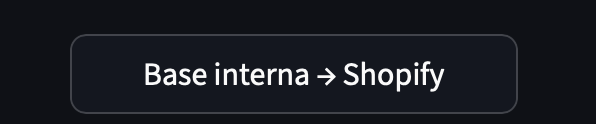 Base interna → Shopify